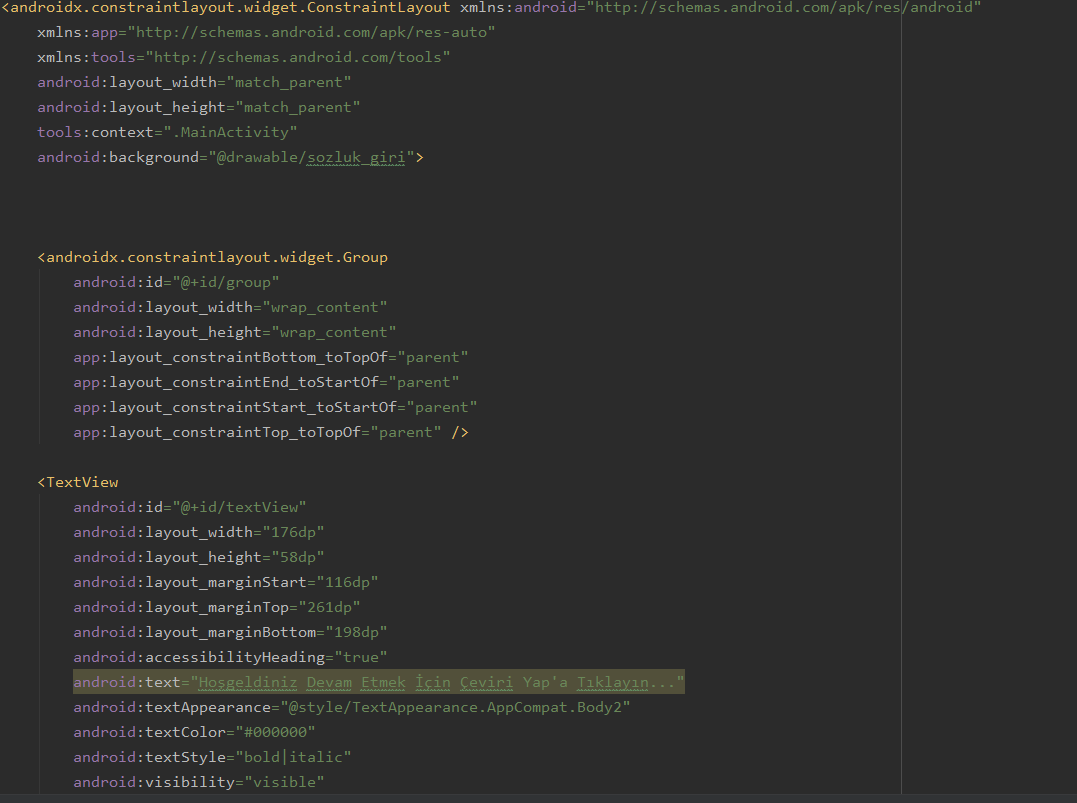 <androidx.constraintlayout.widget.ConstraintLayout xmlns:android="http://schemas.android.com/apk/res/android"
xmlns:app="http://schemas.android.com/apk/res-auto"
xmlns:tools="http://schemas.android.com/tools"
android:layout_width="match_parent"
android:layout_height="match_parent"
tools:context=".MainActivity"
android:background="@drawable/sozluk_giri">
<androidx.constraintlayout.widget.Group
android:id="@+id/group"
android:layout_width="wrap_content"
android:layout_height="wrap_content"
app:layout_constraintBottom_toTopOf="parent"
app:layout_constraintEnd_toStartOf="parent"
app:layout_constraintStart_toStartOf="parent"
app:layout_constraintTop_toTopOf="parent" />
<TextView
android:id="@+id/textView"
android:layout_width="176dp"
android:layout_height="58dp"
android:layout_marginStart="116dp"
android:layout_marginTop="261dp"
android:layout_marginBottom="198dp"
android:accessibilityHeading="true"
android:text="Hoşgeldiniz Devam Etmek İçin Çeviri Yap'a Tıklayın..."
android:textAppearance="@style/TextAppearance.AppCompat.Body2"
android:textColor="#000000"
android:textStyle="bold|italic"
android:visibility="visible"